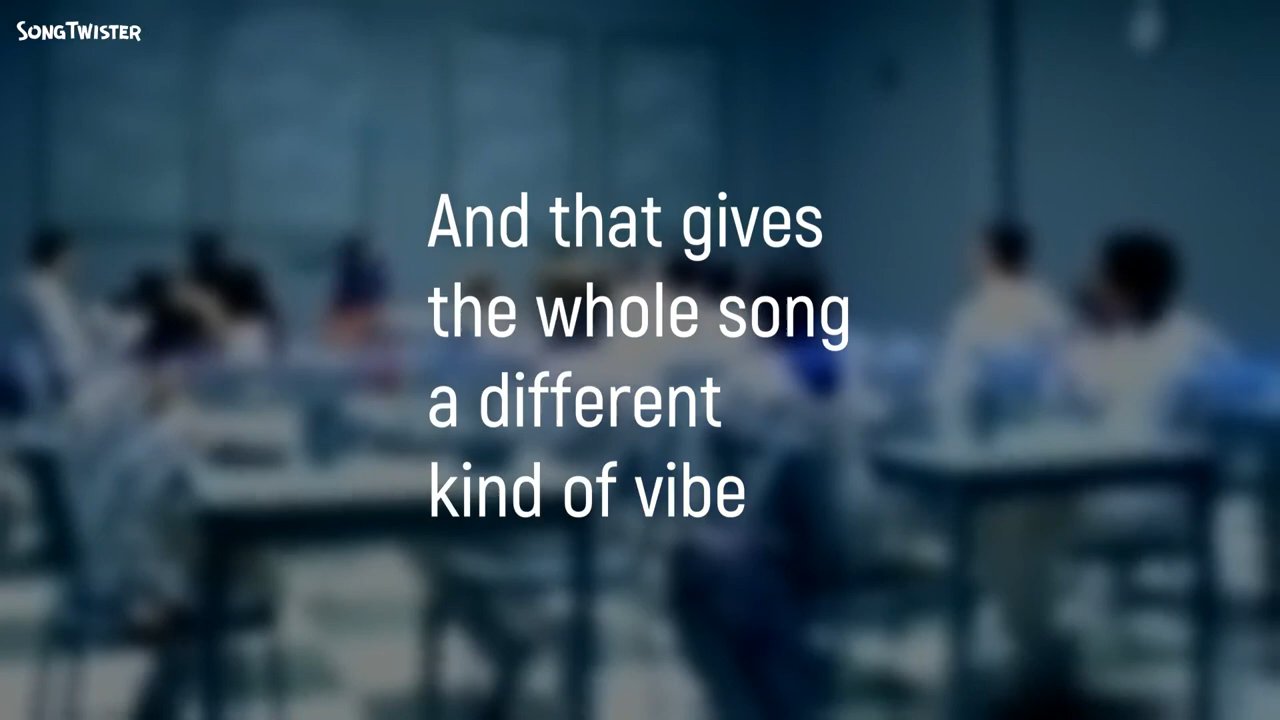 SONGTWISTER
And that gives
the whole song
a different
kind of vibe